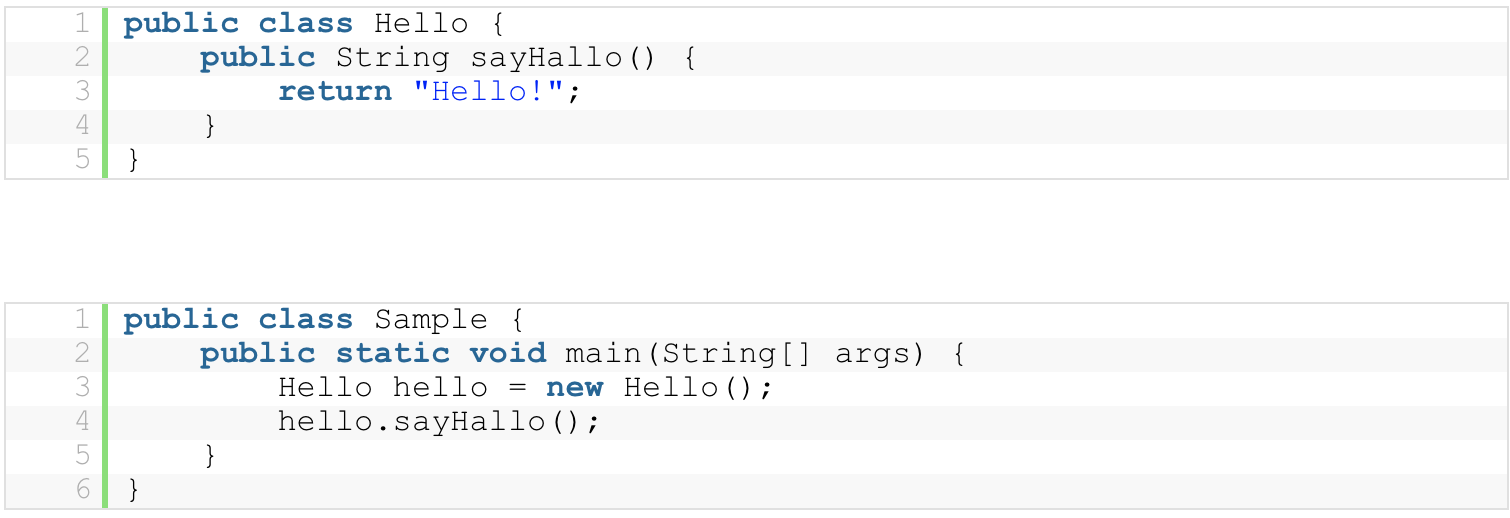 1 public class Hello {
2     public String sayHallo() {
3         return "Hello!";
4     }
5 }
1 public class Sample {
2     public static void main(String[] args) {
3         Hello hello = new Hello();
4         hello.sayHallo();
5     }
6 }